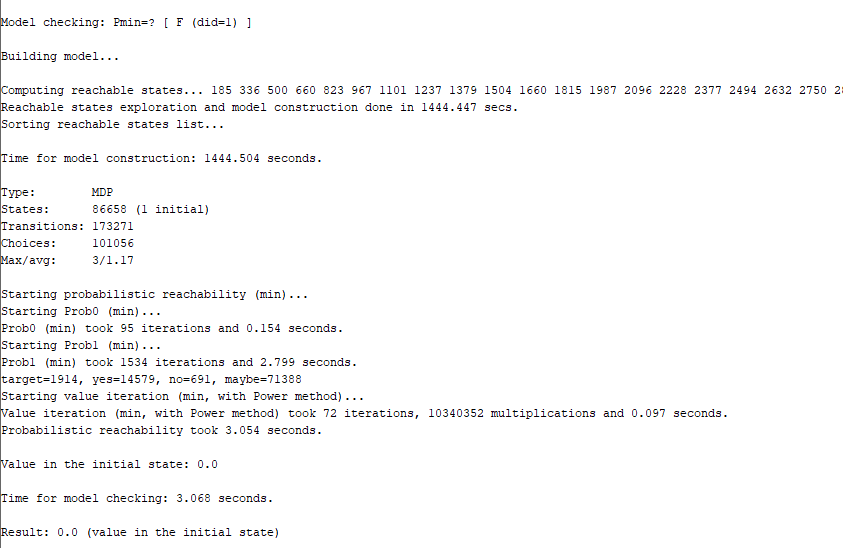 Model checking: Pmin=? [ F (did=1) ]
Building model...
Computing reachable states... 185 336 500 660 823 967 1101 1237 1379 1504 1660 1815 1987 2096 2228 2377 2494 2632 2750
Reachable states exploration and model construction done in 1444.447 secs.
Sorting reachable states list...
Time for model construction: 1444.504 seconds.
Type: MDP
States: 86658 (1 initial)
Transitions: 173271
Choices: 101056
Max/avg: 3/1.17
Starting probabilistic reachability (min)...
Starting Prob0 (min)...
Prob0 (min) took 95 iterations and 0.154 seconds.
Starting Prob1 (min)...
Prob1 (min) took 1534 iterations and 2.799 seconds.
target=1914, yes=14579, no=691, maybe=71388
Starting value iteration (min, with Power method)...
Value iteration (min, with Power method) took 72 iterations, 10340352 multiplications and 0.097 seconds.
Probabilistic reachability took 3.054 seconds.
Value in the initial state: 0.0
Time for model checking: 3.068 seconds.
Result: 0.0 (value in the initial state)